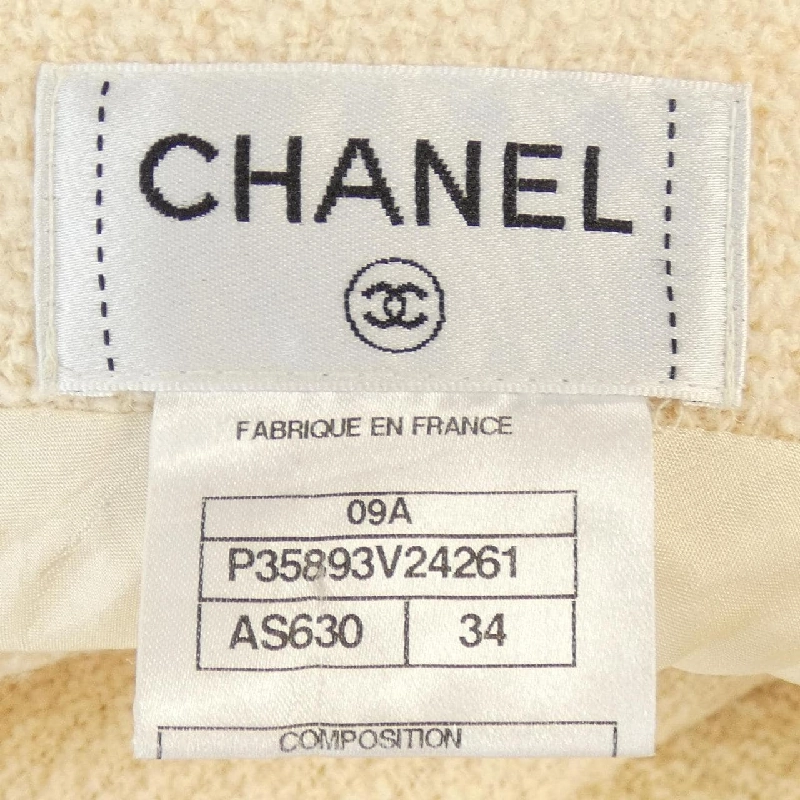 CHANEL
FABRIQUE EN FRANCE
09A
P35893V24261
AS630 34
COMPOSITION